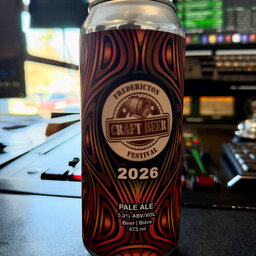 FREDERICTON
CRAFT BEER
FESTIVAL
2026
PALE ALE
5.3% ABV/VOL
Beer | Bière
473 ml